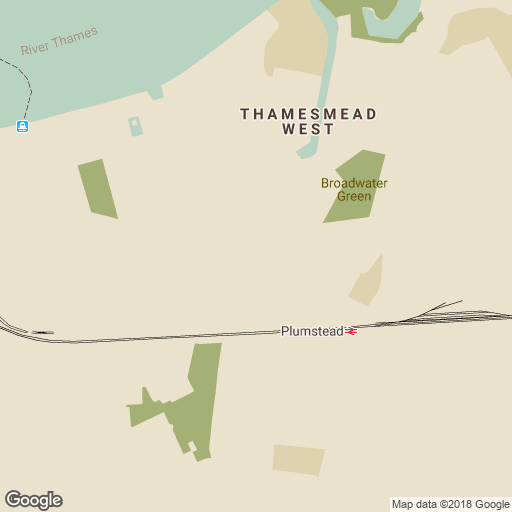 River Thames
THAMESMEAD
WEST
Broadwater
Green
Plumstead
Google
Map data ©2018 Google